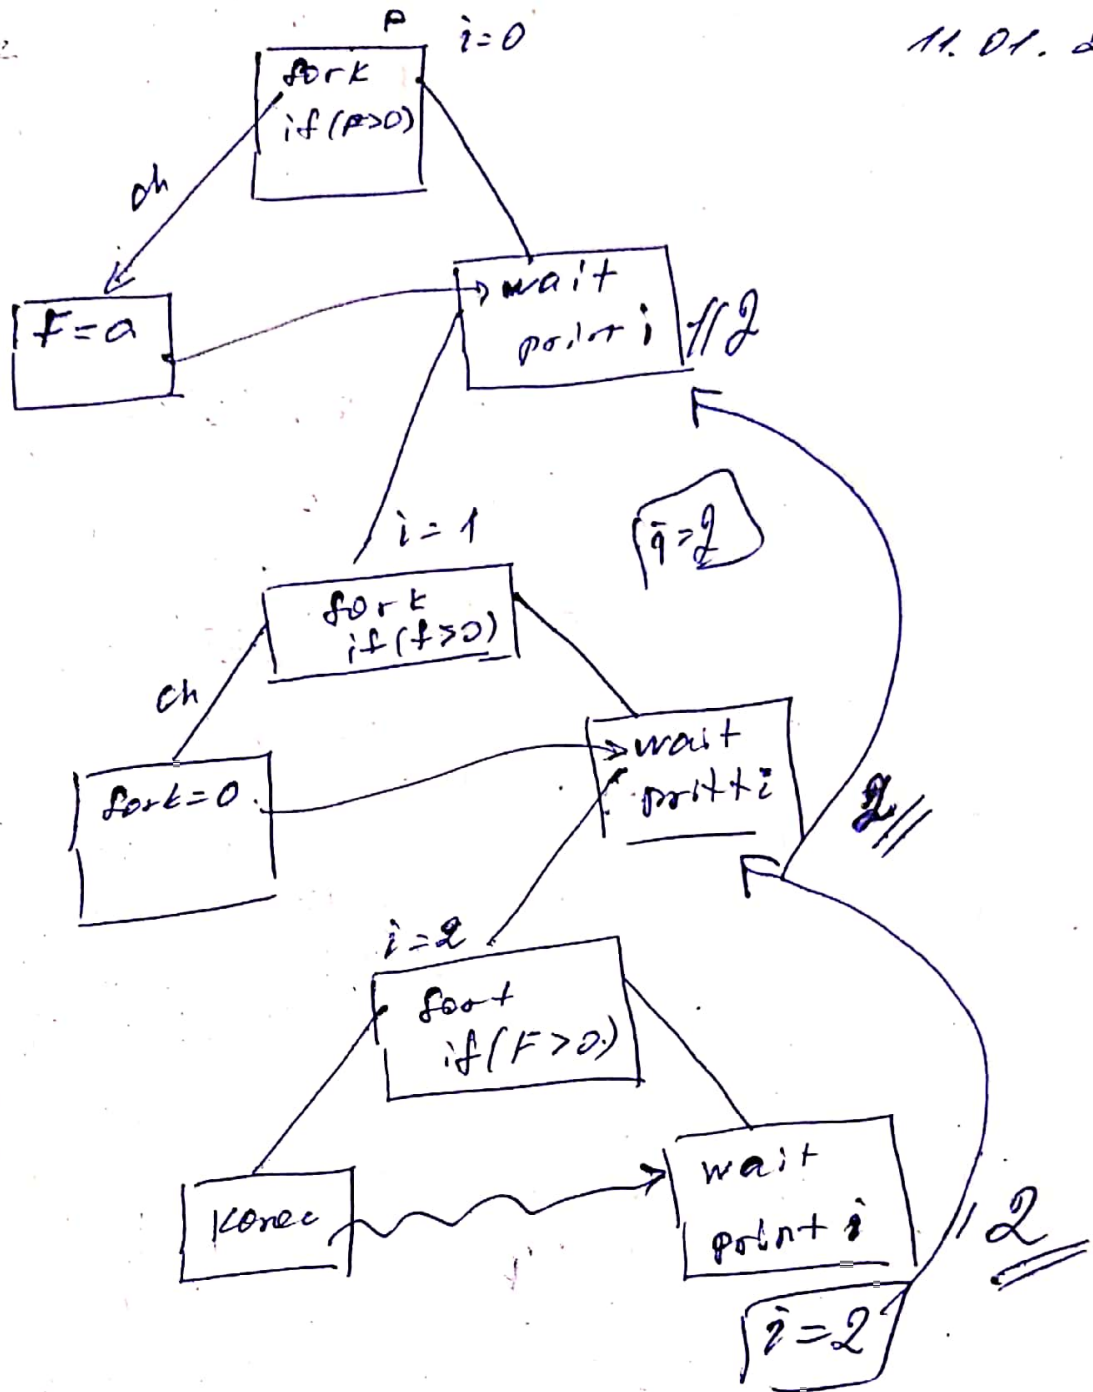 P i=0
11. 01.
fork
if (P>0)
ch
F=a
wait
print i // 2
i = 1
i=2
fork
if (f>0)
ch
fork=0
wait
pritti
2 //
i=2
fort
if (F>0)
wait
print i // 2
Konec
i=2